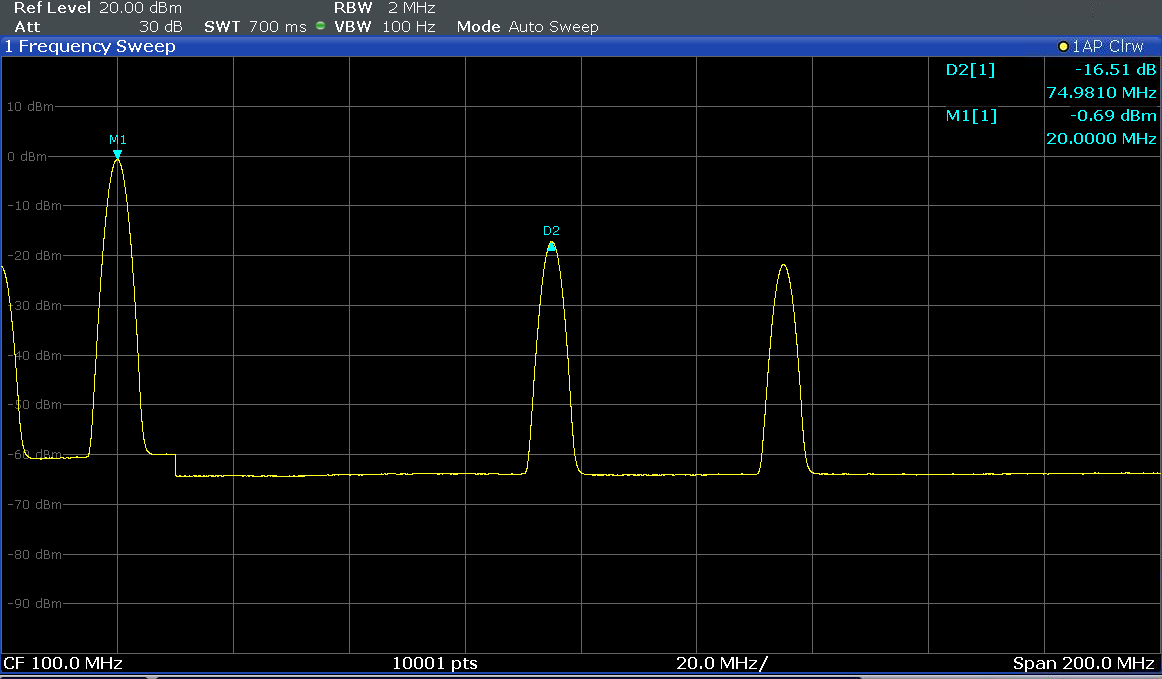 Ref Level 20.00 dBm RBW 2 MHz
Att 30 dB SWT 700 ms VBW 100 Hz Mode Auto Sweep
1 Frequency Sweep 1AP Clrw
D2[1] -16.51 dB
74.9810 MHz
M1[1] -0.69 dBm
20.0000 MHz
10 dBm
M1
0 dBm
-10 dBm
D2
-20 dBm
-30 dBm
-40 dBm
-50 dBm
-60 dBm
-70 dBm
-80 dBm
-90 dBm
CF 100.0 MHz 10001 pts 20.0 MHz/ Span 200.0 MHz